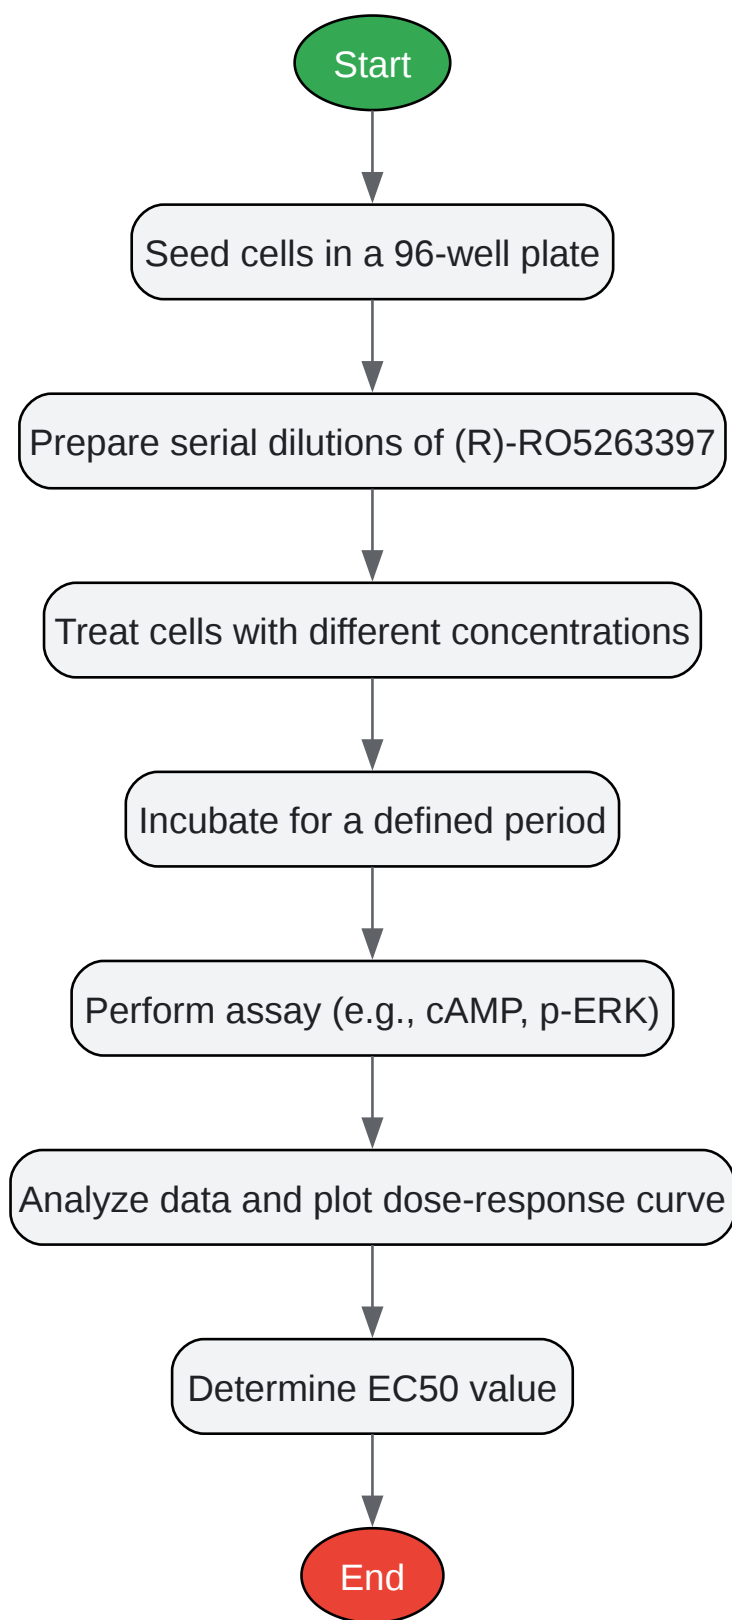 Start
Seed cells in a 96-well plate
Prepare serial dilutions of (R)-RO5263397
Treat cells with different concentrations
Incubate for a defined period
Perform assay (e.g., cAMP, p-ERK)
Analyze data and plot dose-response curve
Determine EC50 value
End